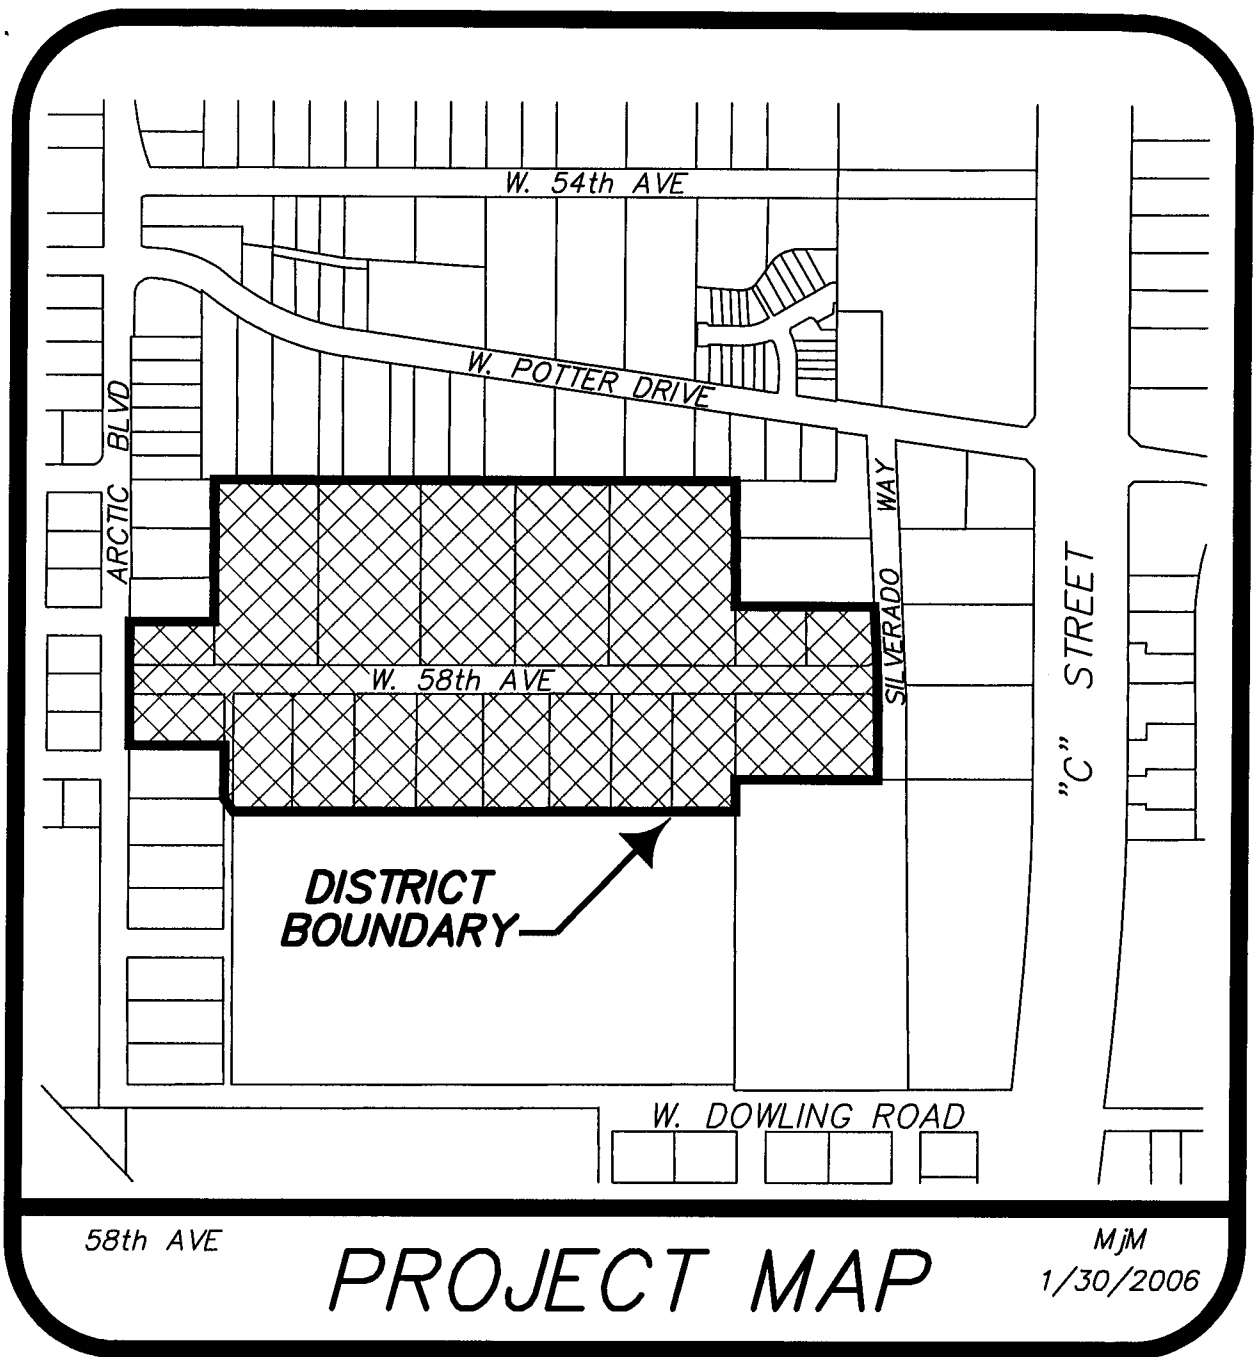 W. 54th AVE
W. POTTER DRIVE
ARCTIC BLVD
SILVERADO WAY
"C" STREET
W. 58th AVE
DISTRICT
BOUNDARY
W. DOWLING ROAD
58th AVE
PROJECT MAP
MjM
1/30/2006